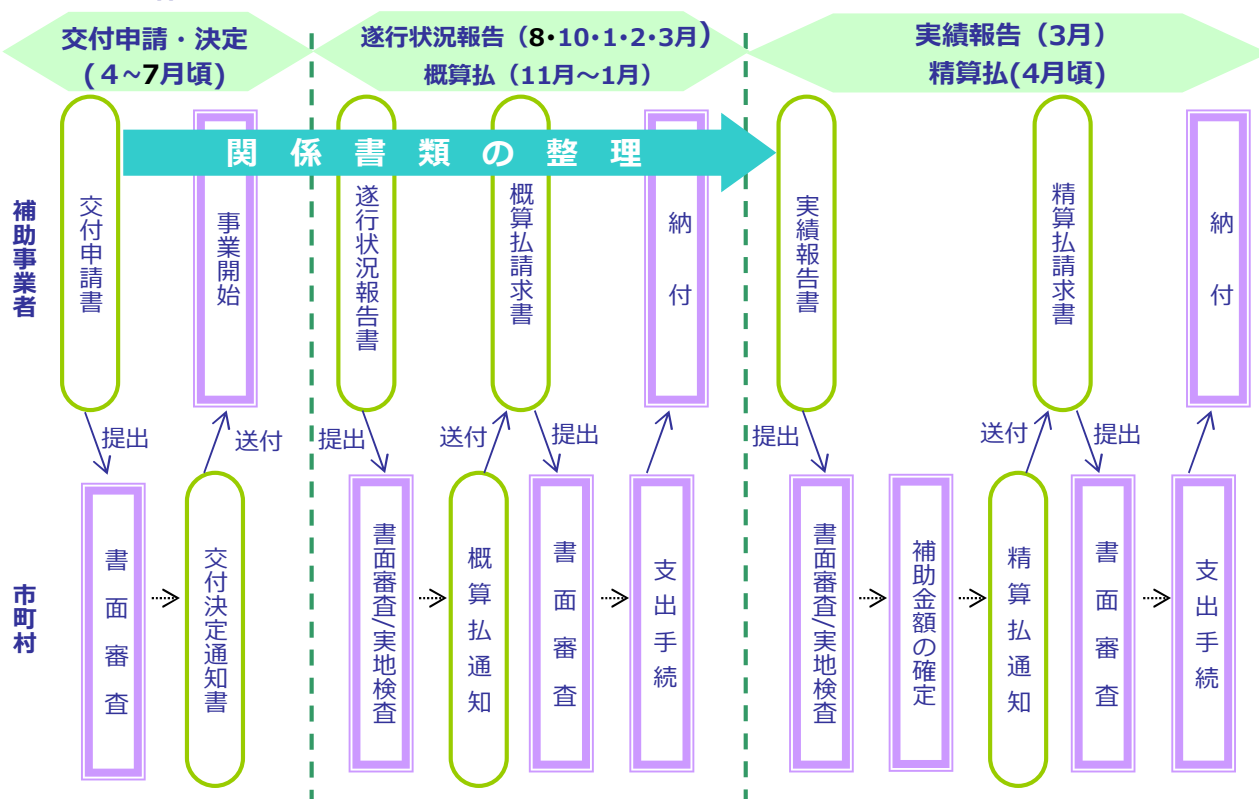 交付申請・決定
(４~7月頃)
遂行状況報告（8・10・1・2・3月）
概算払（11月～1月）
実績報告（3月）
精算払(4月頃)
関係書類の整理
補助事業者
交付申請書
事業開始
遂行状況報告書
概算払請求書
納付
実績報告書
精算払請求書
納付
提出
送付
提出
送付
提出
提出
送付
提出
市町村
書面審査
交付決定通知書
書面審査/実地検査
概算払通知
書面審査
支出手続
書面審査/実地検査
補助金額の確定
精算払通知
書面審査
支出手続